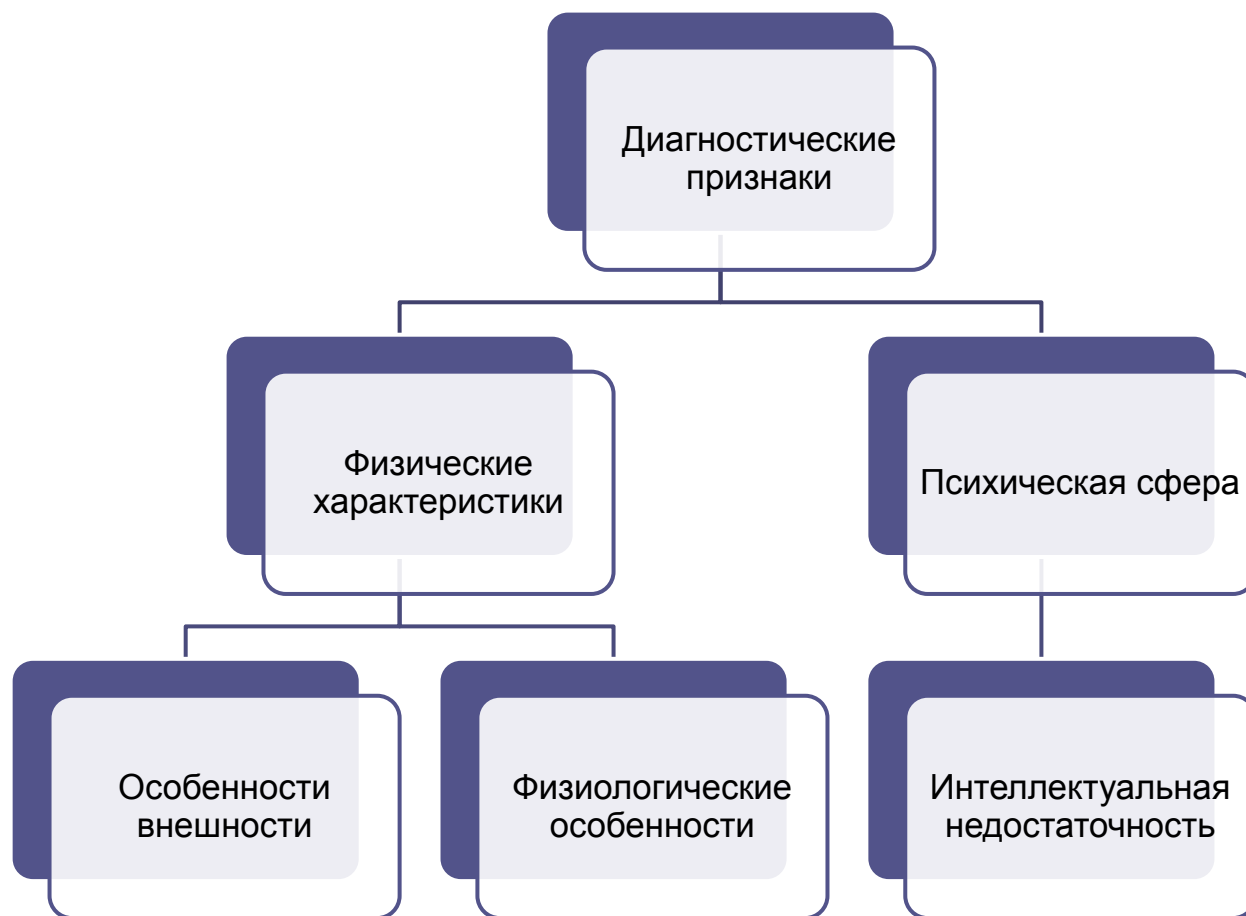 Диагностические
признаки
Физические
характеристики
Психическая сфера
Особенности
внешности
Физиологические
особенности
Интеллектуальная
недостаточность